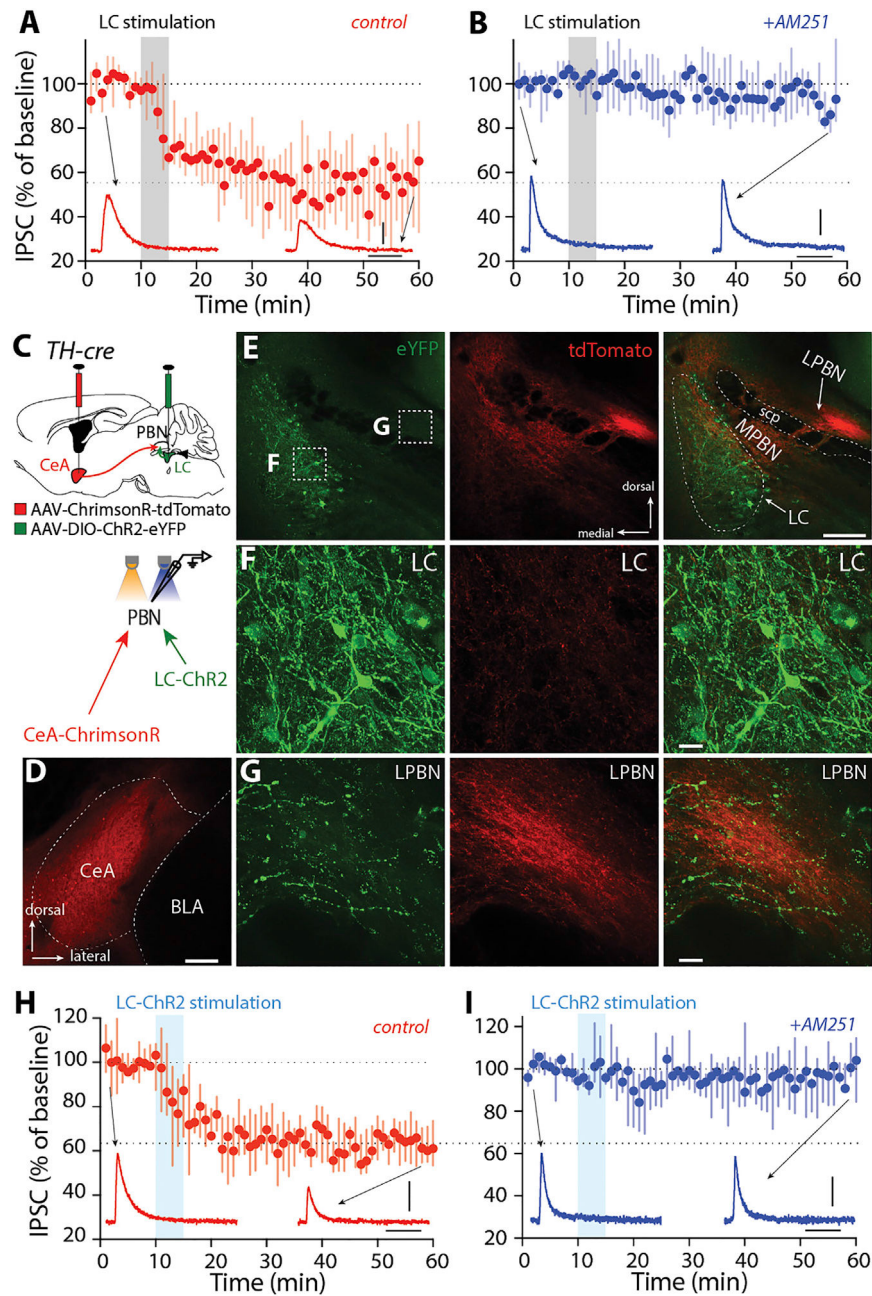 A
LC stimulation
control
B
LC stimulation
+AM251
IPSC (% of baseline)
100
80
60
40
20
0 10 20 30 40 50 60
Time (min)
100
80
60
40
20
0 10 20 30 40 50 60
Time (min)
C
TH-cre
PBN
CeA
LC
AAV-ChrimsonR-tdTomato
AAV-DIO-ChR2-eYFP
PBN
LC-ChR2
CeA-ChrimsonR
D
CeA
BLA
dorsal
lateral
E
eYFP
F
G
tdTomato
dorsal
medial
LPBN
scp
MPBN
LC
F
LC
LC
LC
G
LPBN
LPBN
LPBN
H
LC-ChR2 stimulation
control
I
LC-ChR2 stimulation
+AM251
IPSC (% of baseline)
120
100
80
60
40
20
0 10 20 30 40 50 60
Time (min)
120
100
80
60
40
20
0 10 20 30 40 50 60
Time (min)